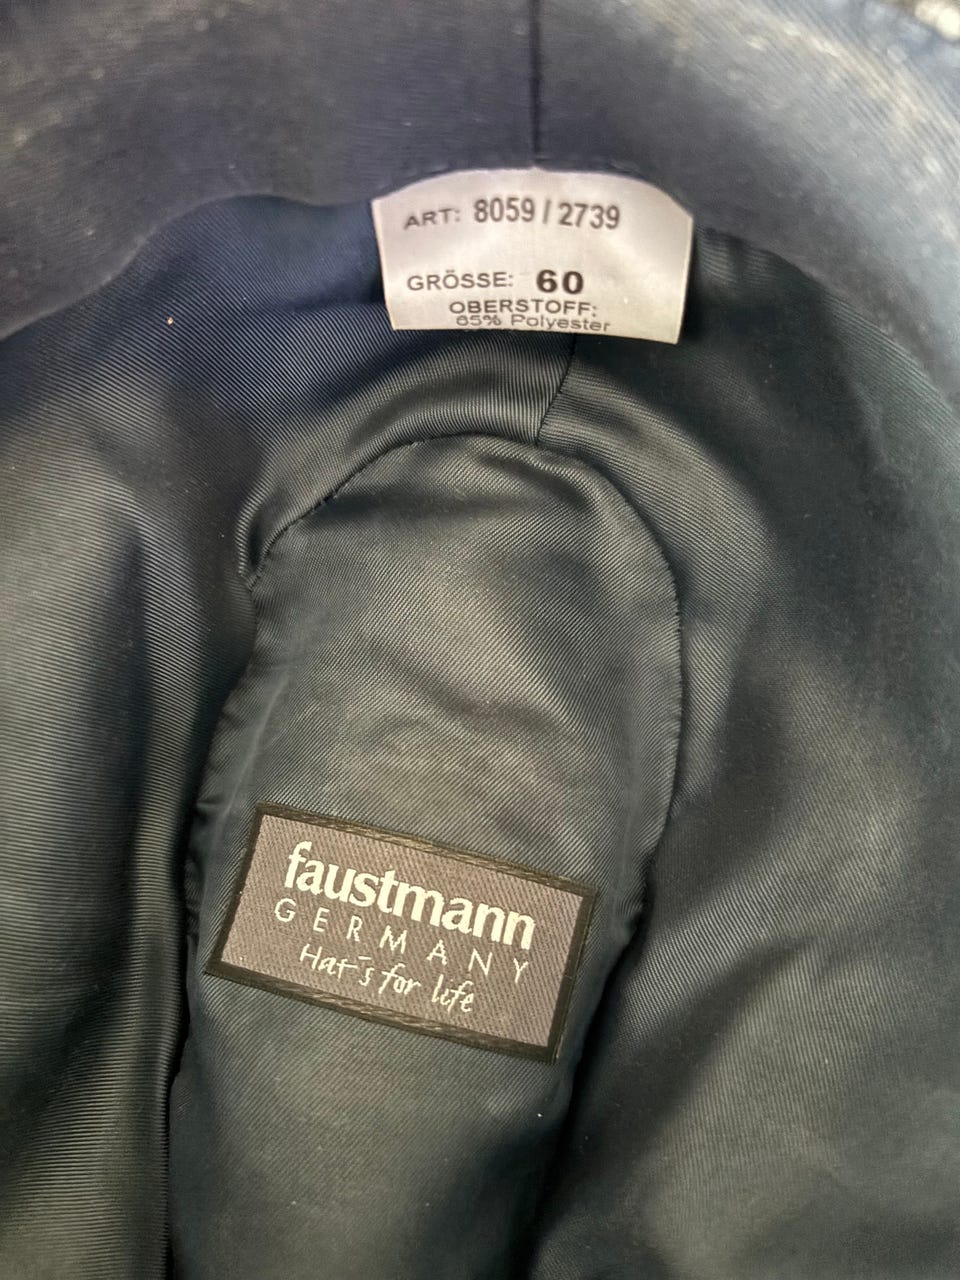 ART: 8059 / 2739
GRÖSSE: 60
OBERSTOFF:
65% Polyester
faustmann
GERMANY
Hat's for life